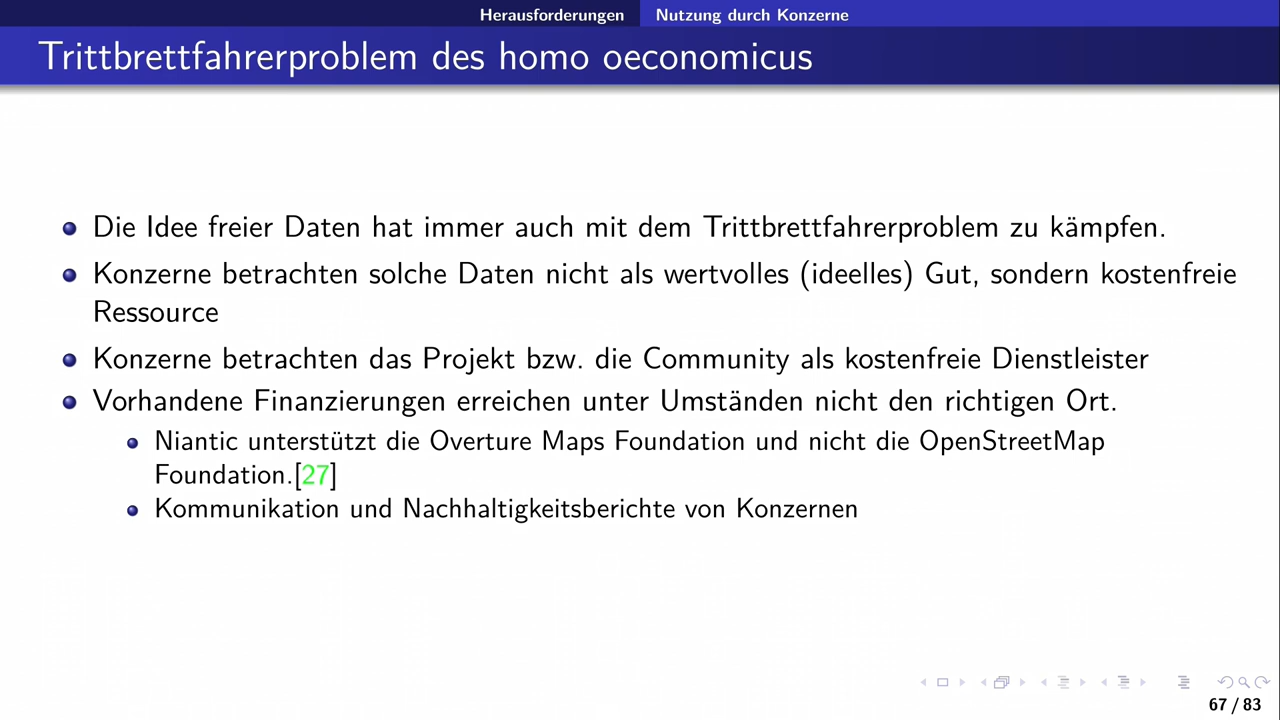 Herausforderungen Nutzung durch Konzerne
Trittbrettfahrerproblem des homo oeconomicus
Die Idee freier Daten hat immer auch mit dem Trittbrettfahrerproblem zu kämpfen.
Konzerne betrachten solche Daten nicht als wertvolles (ideelles) Gut, sondern kostenfreie
Ressource
Konzerne betrachten das Projekt bzw. die Community als kostenfreie Dienstleister
Vorhandene Finanzierungen erreichen unter Umständen nicht den richtigen Ort.
Niantic unterstützt die Overture Maps Foundation und nicht die OpenStreetMap
Foundation.[27]
Kommunikation und Nachhaltigkeitsberichte von Konzernen
67 / 83